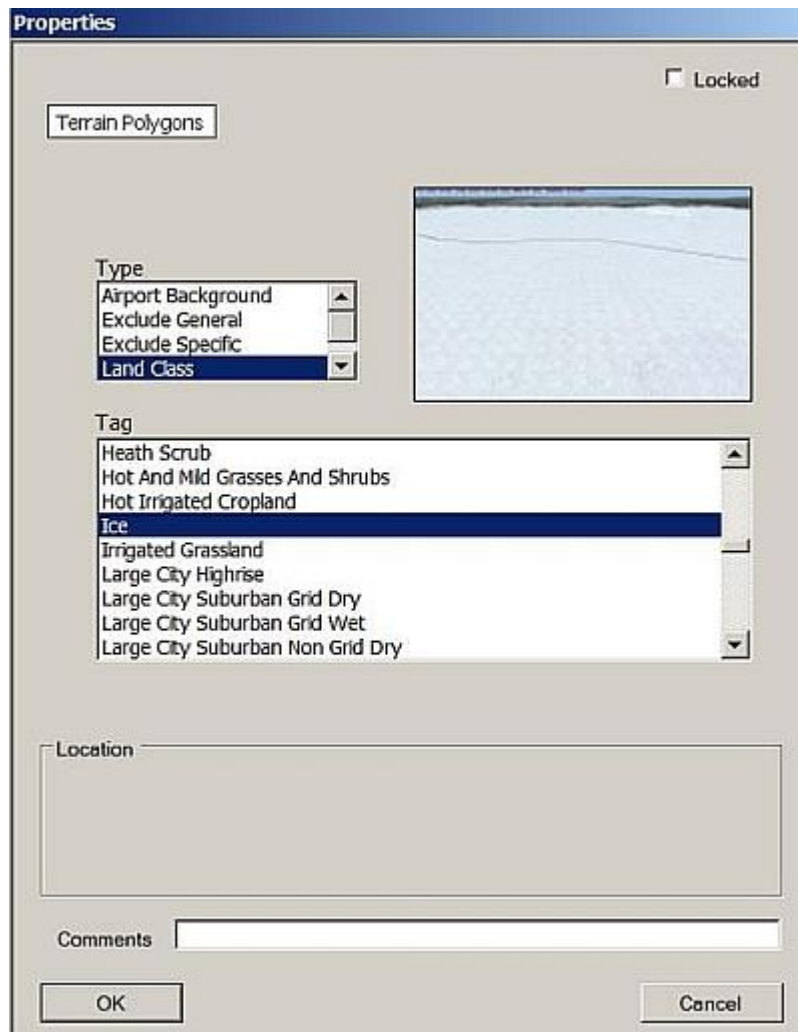 Properties
Locked
Terrain Polygons
Type
Airport Background
Exclude General
Exclude Specific
Land Class
Tag
Heath Scrub
Hot And Mild Grasses And Shrubs
Hot Irrigated Cropland
Ice
Irrigated Grassland
Large City Highrise
Large City Suburban Grid Dry
Large City Suburban Grid Wet
Large City Suburban Non Grid Dry
Location
Comments
OK
Cancel